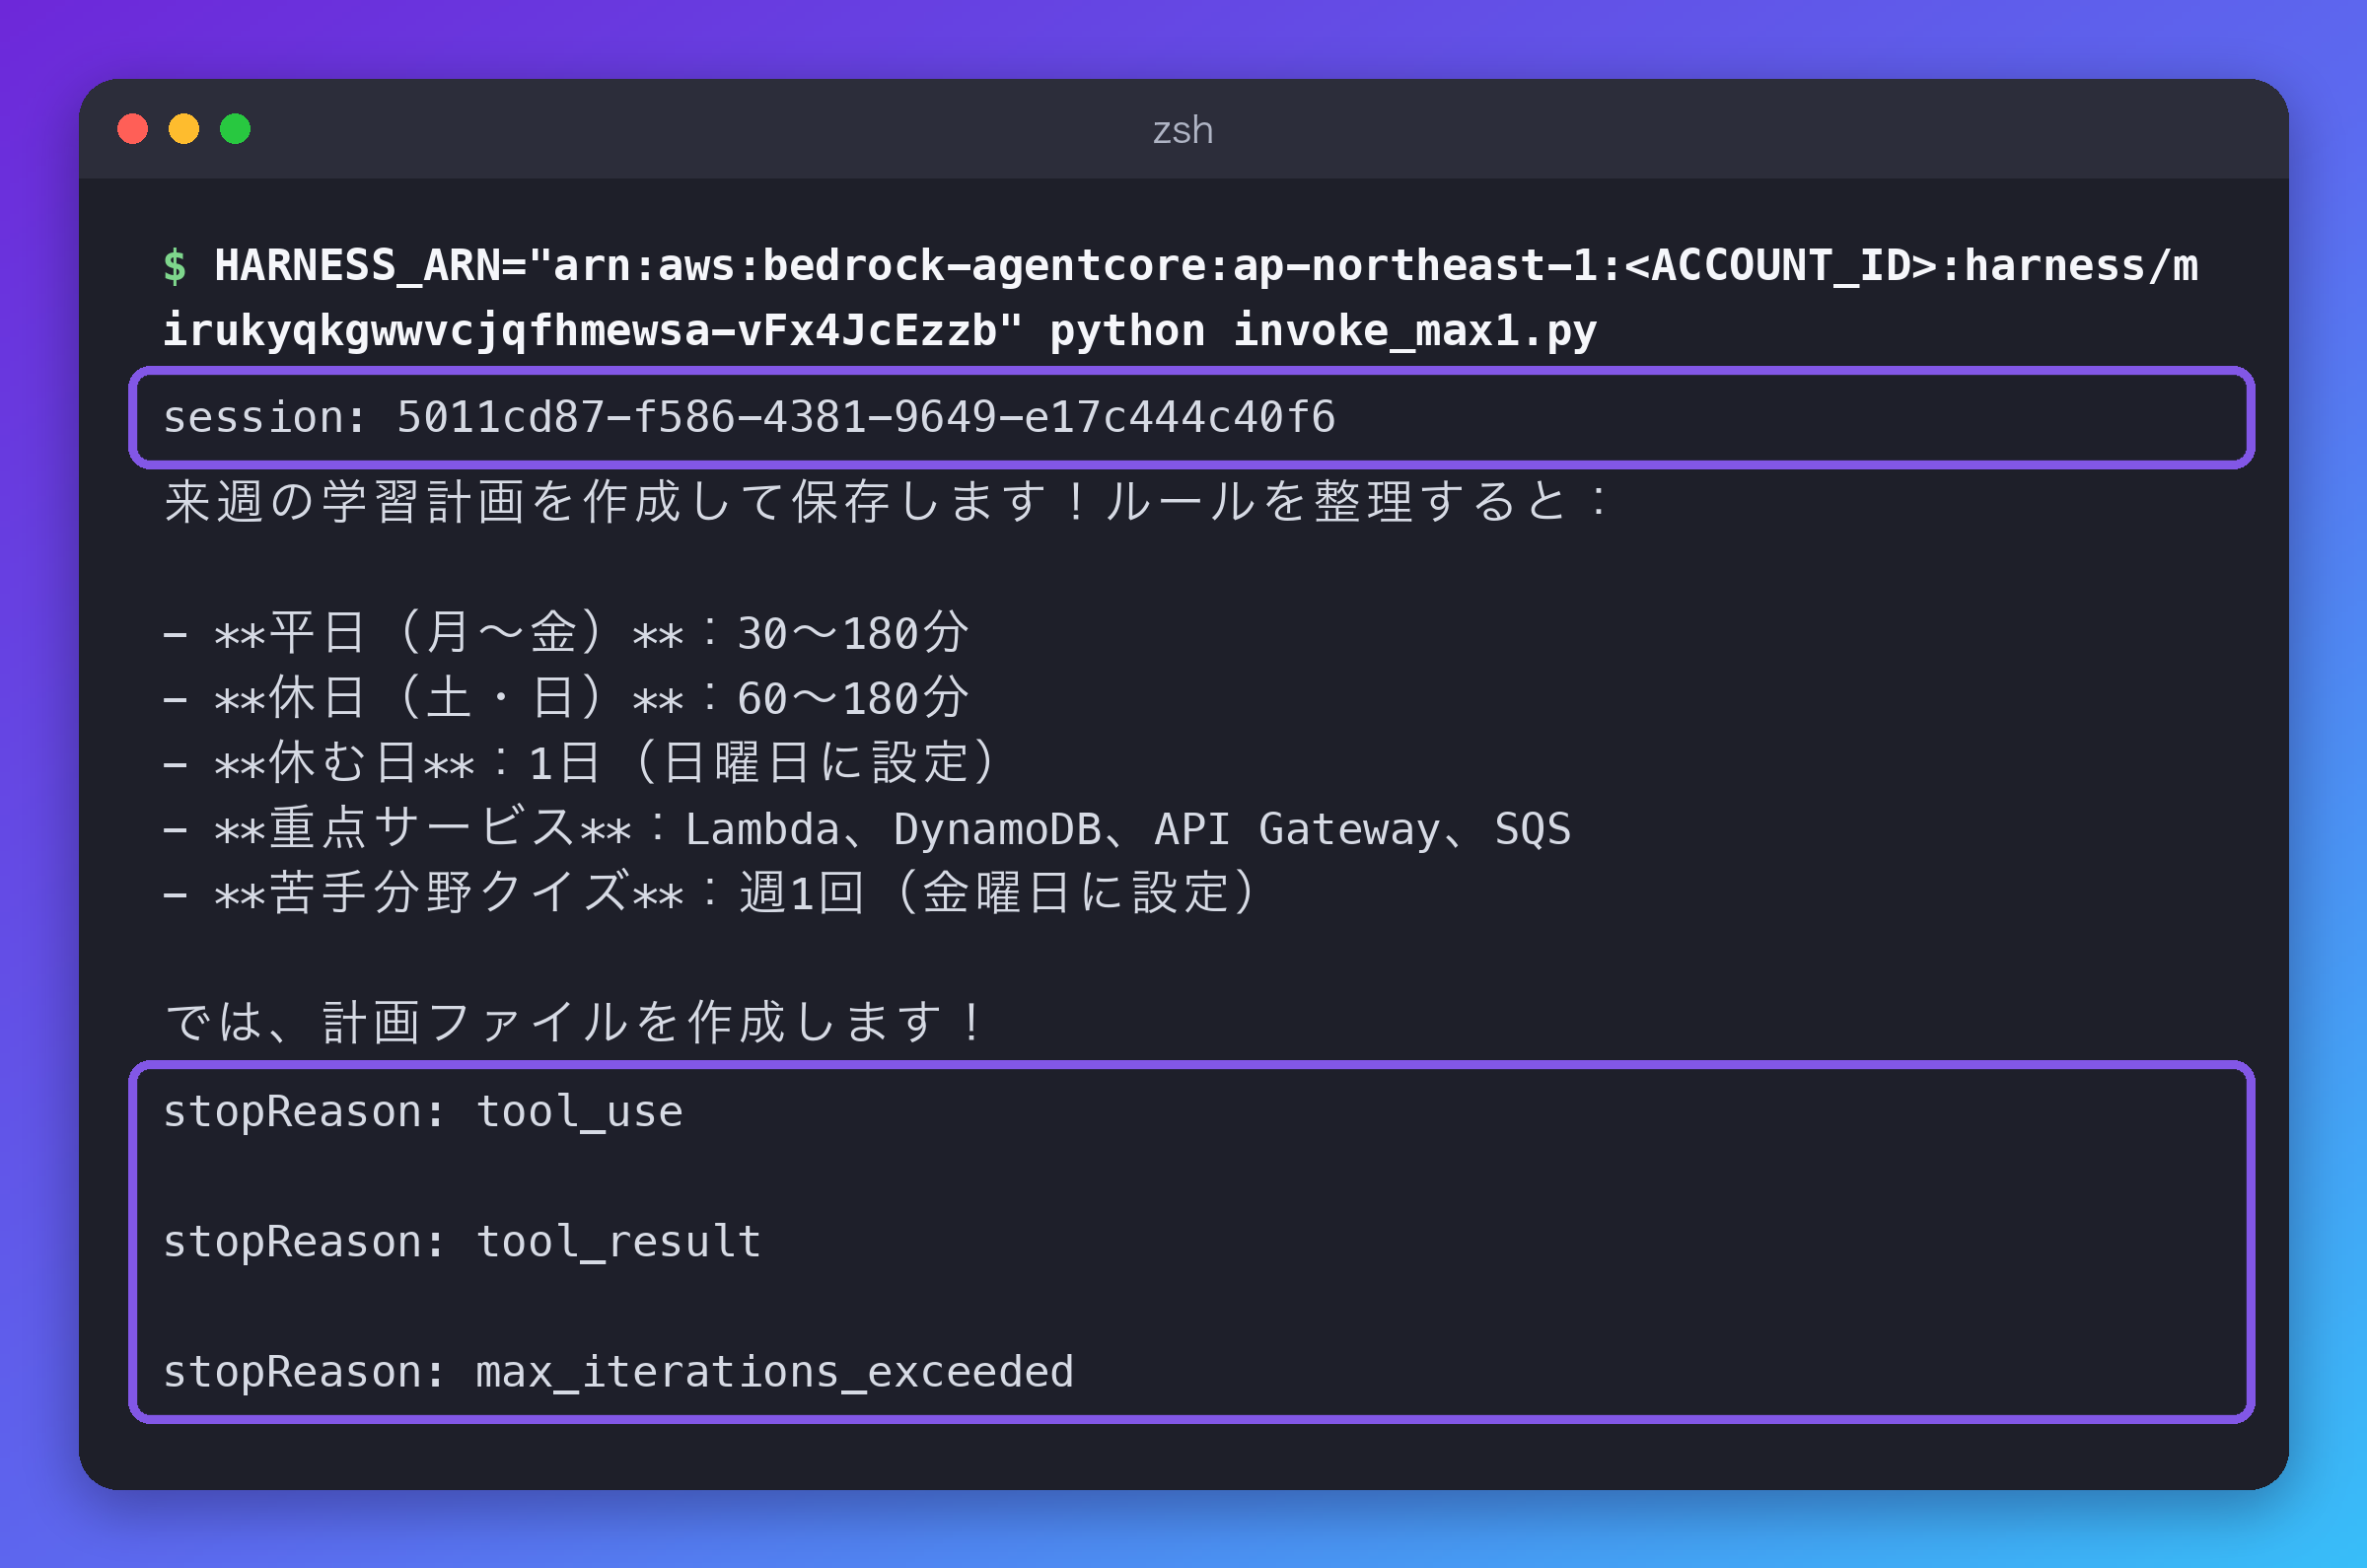 zsh
$ HARNESS_ARN="arn:aws:bedrock-agentcore:ap-northeast-1:<ACCOUNT_ID>:harness/m
irukyqkgwwvcjqfhmewsa-vFx4JcEzzb" python invoke_max1.py
session: 5011cd87-f586-4381-9649-e17c444c40f6
来週の学習計画を作成して保存します！ルールを整理すると：
- **平日（月〜金）**：30〜180分
- **休日（土・日）**：60〜180分
- **休む日**：1日（日曜日に設定）
- **重点サービス**：Lambda、DynamoDB、API Gateway、SQS
- **苦手分野クイズ**：週1回（金曜日に設定）
では、計画ファイルを作成します！
stopReason: tool_use
stopReason: tool_result
stopReason: max_iterations_exceeded